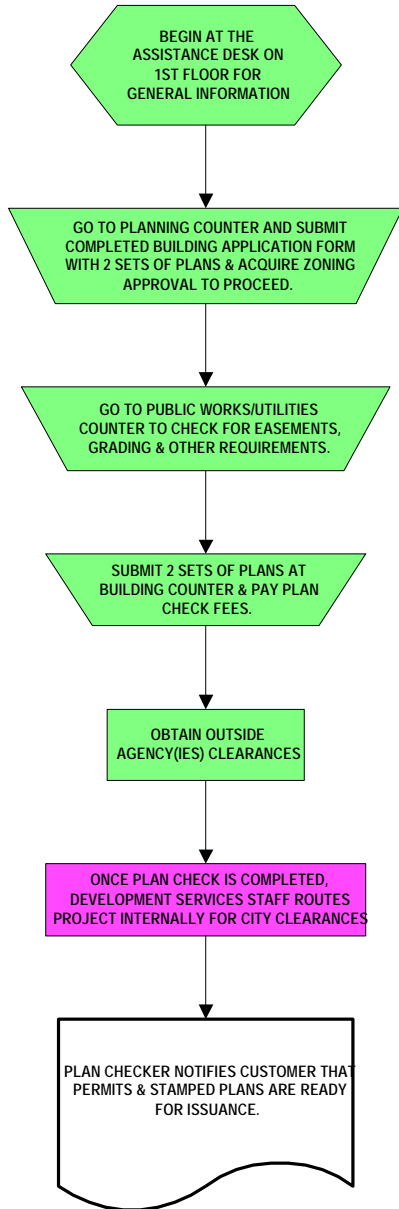 BEGIN AT THE
ASSISTANCE DESK ON
1ST FLOOR FOR
GENERAL INFORMATION
GO TO PLANNING COUNTER AND SUBMIT
COMPLETED BUILDING APPLICATION FORM
WITH 2 SETS OF PLANS & ACQUIRE ZONING
APPROVAL TO PROCEED.
GO TO PUBLIC WORKS/UTILITIES
COUNTER TO CHECK FOR EASEMENTS,
GRADING & OTHER REQUIREMENTS.
SUBMIT 2 SETS OF PLANS AT
BUILDING COUNTER & PAY PLAN
CHECK FEES.
OBTAIN OUTSIDE
AGENCY(IES) CLEARANCES
ONCE PLAN CHECK IS COMPLETED,
DEVELOPMENT SERVICES STAFF ROUTES
PROJECT INTERNALLY FOR CITY CLEARANCES
PLAN CHECKER NOTIFIES CUSTOMER THAT
PERMITS & STAMPED PLANS ARE READY
FOR ISSUANCE.